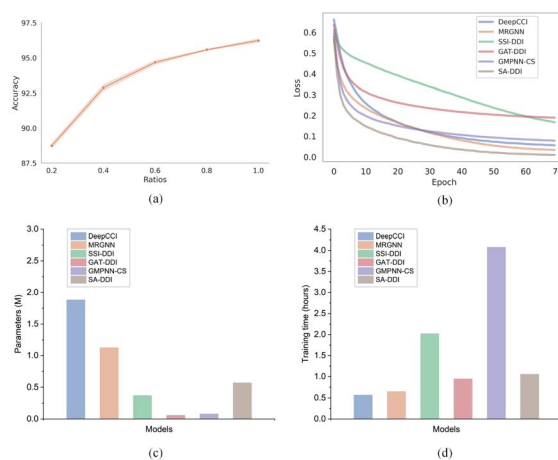 97.5
95.0
92.5
90.0
87.5
Accuracy
0.2 0.4 0.6 0.8 1.0
Ratios
(a)
0.6
0.5
0.4
0.3
0.2
0.1
0.0
Loss
DeepCCI
MRGNN
SSI-DDI
GAT-DDI
GMPNN-CS
SA-DDI
0 10 20 30 40 50 60 7
Epoch
(b)
3.0
2.5
2.0
1.5
1.0
0.5
0.0
Parameters (M)
DeepCCI
MRGNN
SSI-DDI
GAT-DDI
GMPNN-CS
SA-DDI
Models
(c)
4.5
4.0
3.5
3.0
2.5
2.0
1.5
1.0
0.5
0.0
Training time (hours)
DeepCCI
MRGNN
SSI-DDI
GAT-DDI
GMPNN-CS
SA-DDI
Models
(d)